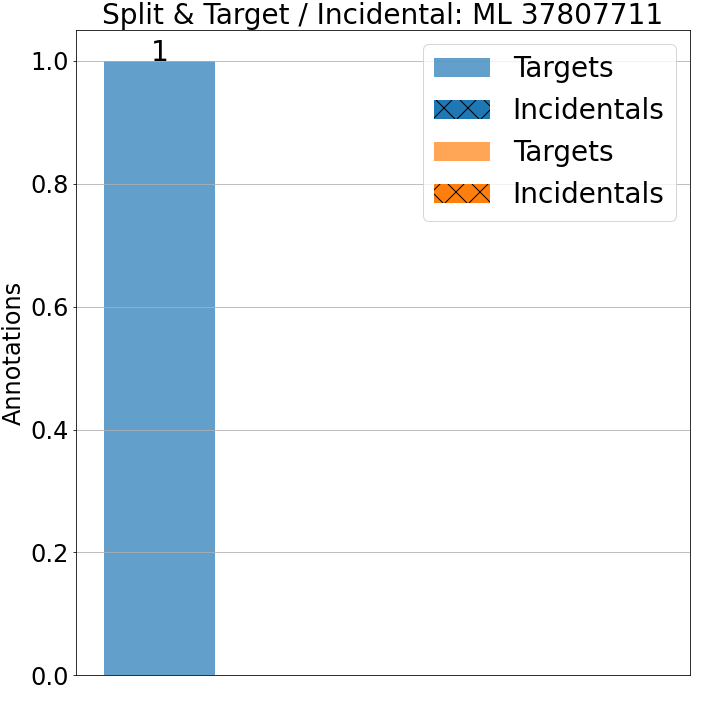 Split & Target / Incidental: ML 37807711
1
1.0
0.8
0.6
0.4
0.2
0.0
Annotations
Targets
Incidentals
Targets
Incidentals